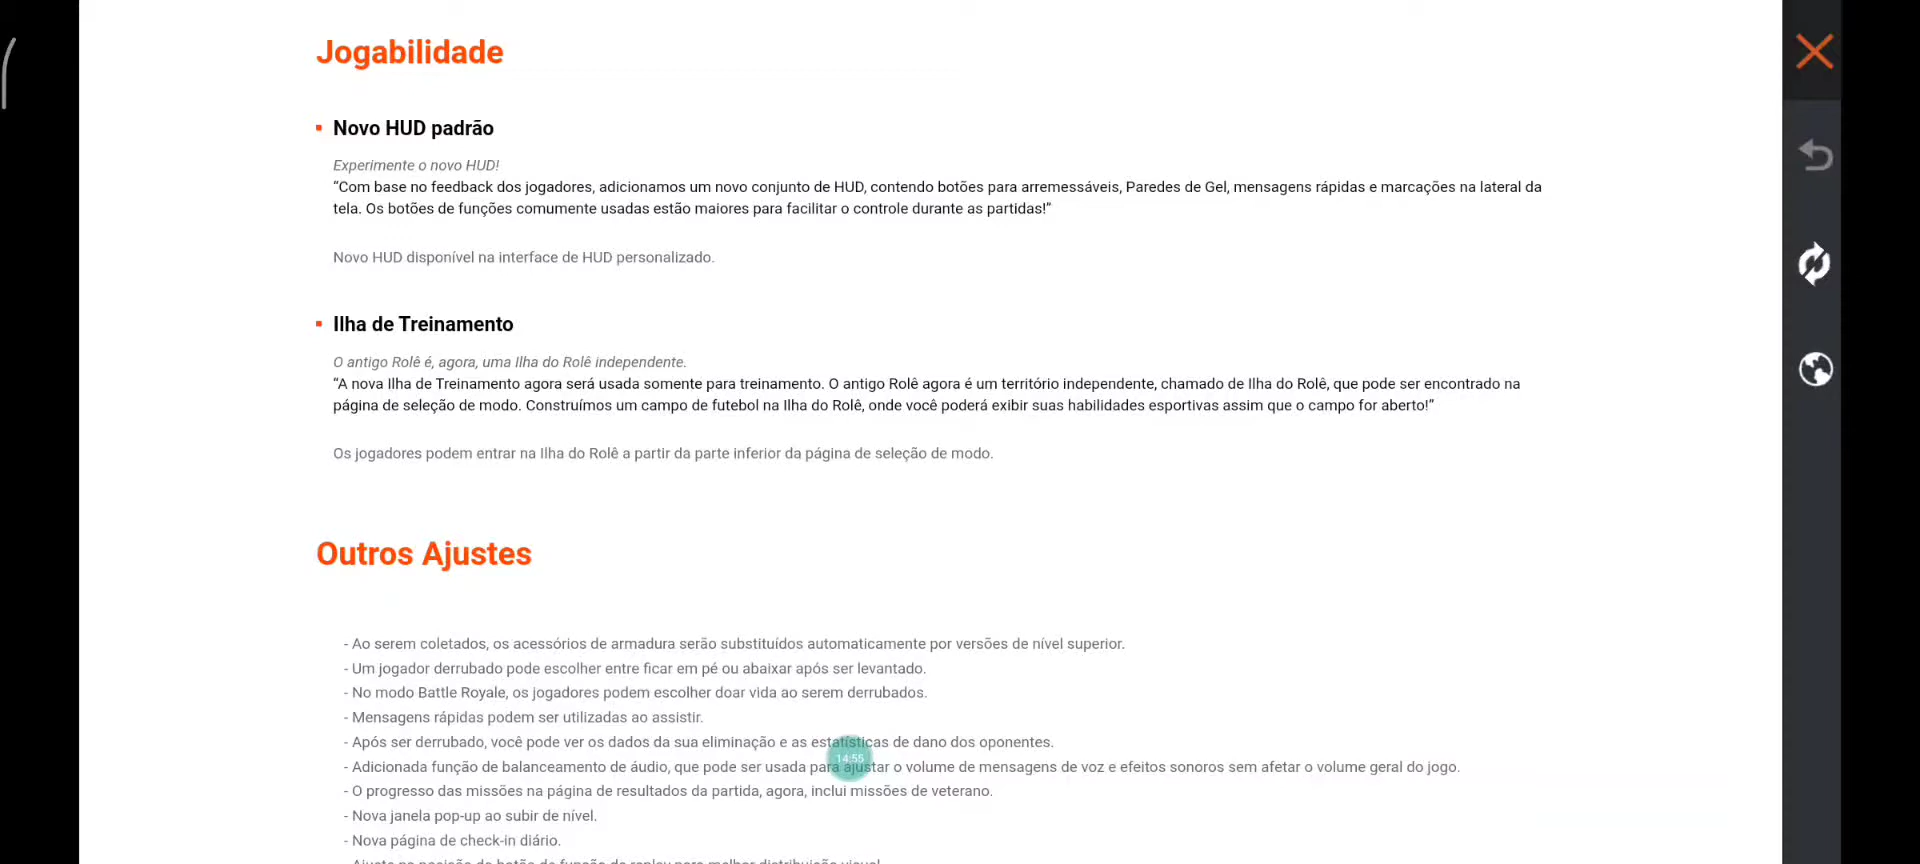 Jogabilidade
Novo HUD padrão
Experimente o novo HUD!
“Com base no feedback dos jogadores, adicionamos um novo conjunto de HUD, contendo botões para arremessáveis, Paredes de Gel, mensagens rápidas e marcações na lateral da
tela. Os botões de funções comumente usadas estão maiores para facilitar o controle durante as partidas!”
Novo HUD disponível na interface de HUD personalizado.
Ilha de Treinamento
O antigo Rolê é, agora, uma Ilha do Rolê independente.
“A nova Ilha de Treinamento agora será usada somente para treinamento. O antigo Rolê agora é um território independente, chamado de Ilha do Rolê, que pode ser encontrado na
página de seleção de modo. Construímos um campo de futebol na Ilha do Rolê, onde você poderá exibir suas habilidades esportivas assim que o campo for aberto!”
Os jogadores podem entrar na Ilha do Rolê a partir da parte inferior da página de seleção de modo.
Outros Ajustes
- Ao serem coletados, os acessórios de armadura serão substituídos automaticamente por versões de nível superior.
- Um jogador derrubado pode escolher entre ficar em pé ou abaixar após ser levantado.
- No modo Battle Royale, os jogadores podem escolher doar vida ao serem derrubados.
- Mensagens rápidas podem ser utilizadas ao assistir.
- Após ser derrubado, você pode ver os dados da sua eliminação e as estatísticas de dano dos oponentes.
14:55
- Adicionada função de balanceamento de áudio, que pode ser usada para ajustar o volume de mensagens de voz e efeitos sonoros sem afetar o volume geral do jogo.
- O progresso das missões na página de resultados da partida, agora, inclui missões de veterano.
- Nova janela pop-up ao subir de nível.
- Nova página de check-in diário.